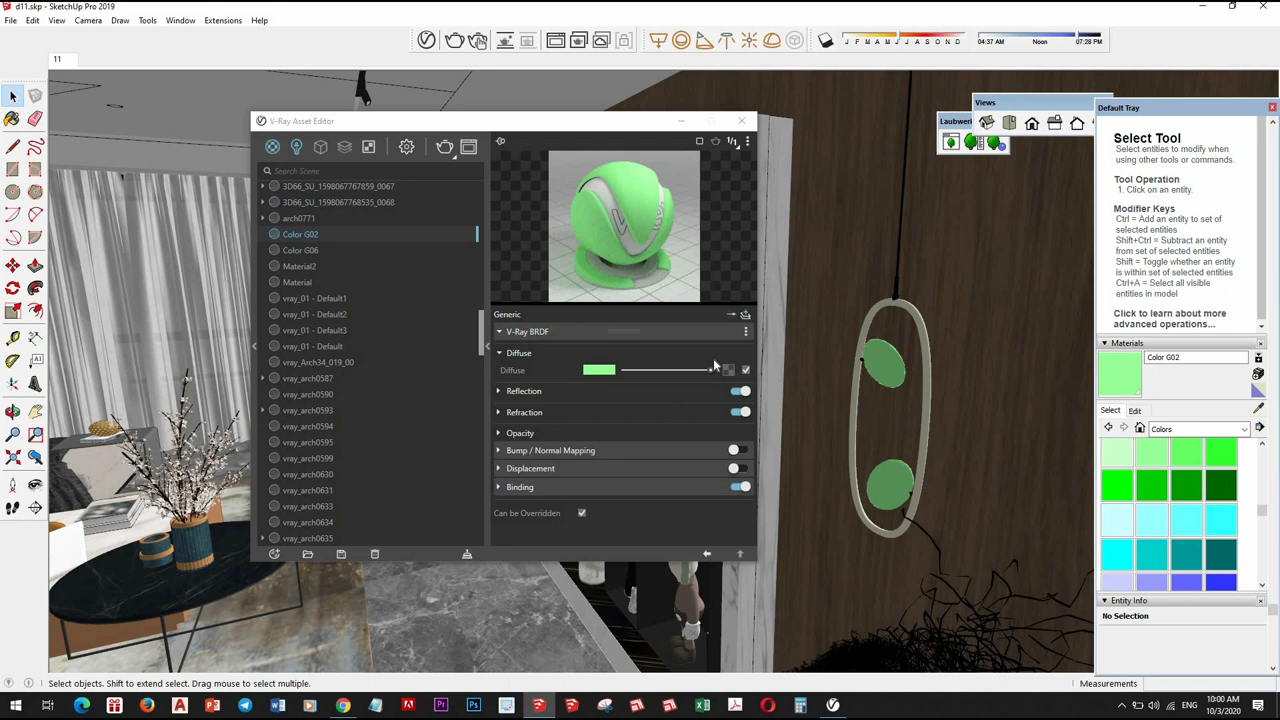 d11.skp - SketchUp Pro 2019
File Edit View Camera Draw Tools Window Extensions Help
J F M A M J J A S O N D
04:37 AM Noon 07:28 PM
11
V-Ray Asset Editor
1/1
Search Scene
3D66_SU_1598067767859_0067
3D66_SU_1598067768535_0068
arch0771
Color G02
Color G06
Material2
Material
vray_01 - Default1
vray_01 - Default2
vray_01 - Default3
vray_01 - Default
vray_Arch34_019_00
vray_arch0587
vray_arch0590
vray_arch0593
vray_arch0594
vray_arch0595
vray_arch0599
vray_arch0630
vray_arch0631
vray_arch0633
vray_arch0634
vray_arch0635
Generic
V-Ray BRDF
Diffuse
Diffuse
Reflection
Refraction
Opacity
Bump / Normal Mapping
Displacement
Binding
Can be Overridden
Views
Laubwerk
Default Tray
Select Tool
Select entities to modify when
using other tools or commands.
Tool Operation
1. Click on an entity.
Modifier Keys
Ctrl = Add an entity to set of
selected entities
Shift+Ctrl = Subtract an entity
from set of selected entities
Shift = Toggle whether an entity
is within set of selected entities
Ctrl+A = Select all visible
entities in model
Click to learn about more
advanced operations...
Materials
Color G02
Select Edit
Colors
Entity Info
No Selection
Select objects. Shift to extend select. Drag mouse to select multiple.
Measurements
10:00 AM
10/3/2020